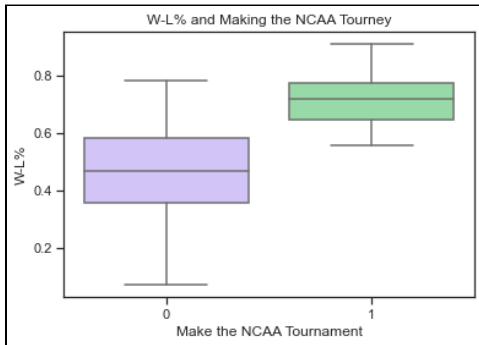 W-L% and Making the NCAA Tourney
W-L%
0.8
0.6
0.4
0.2
0 1
Make the NCAA Tournament